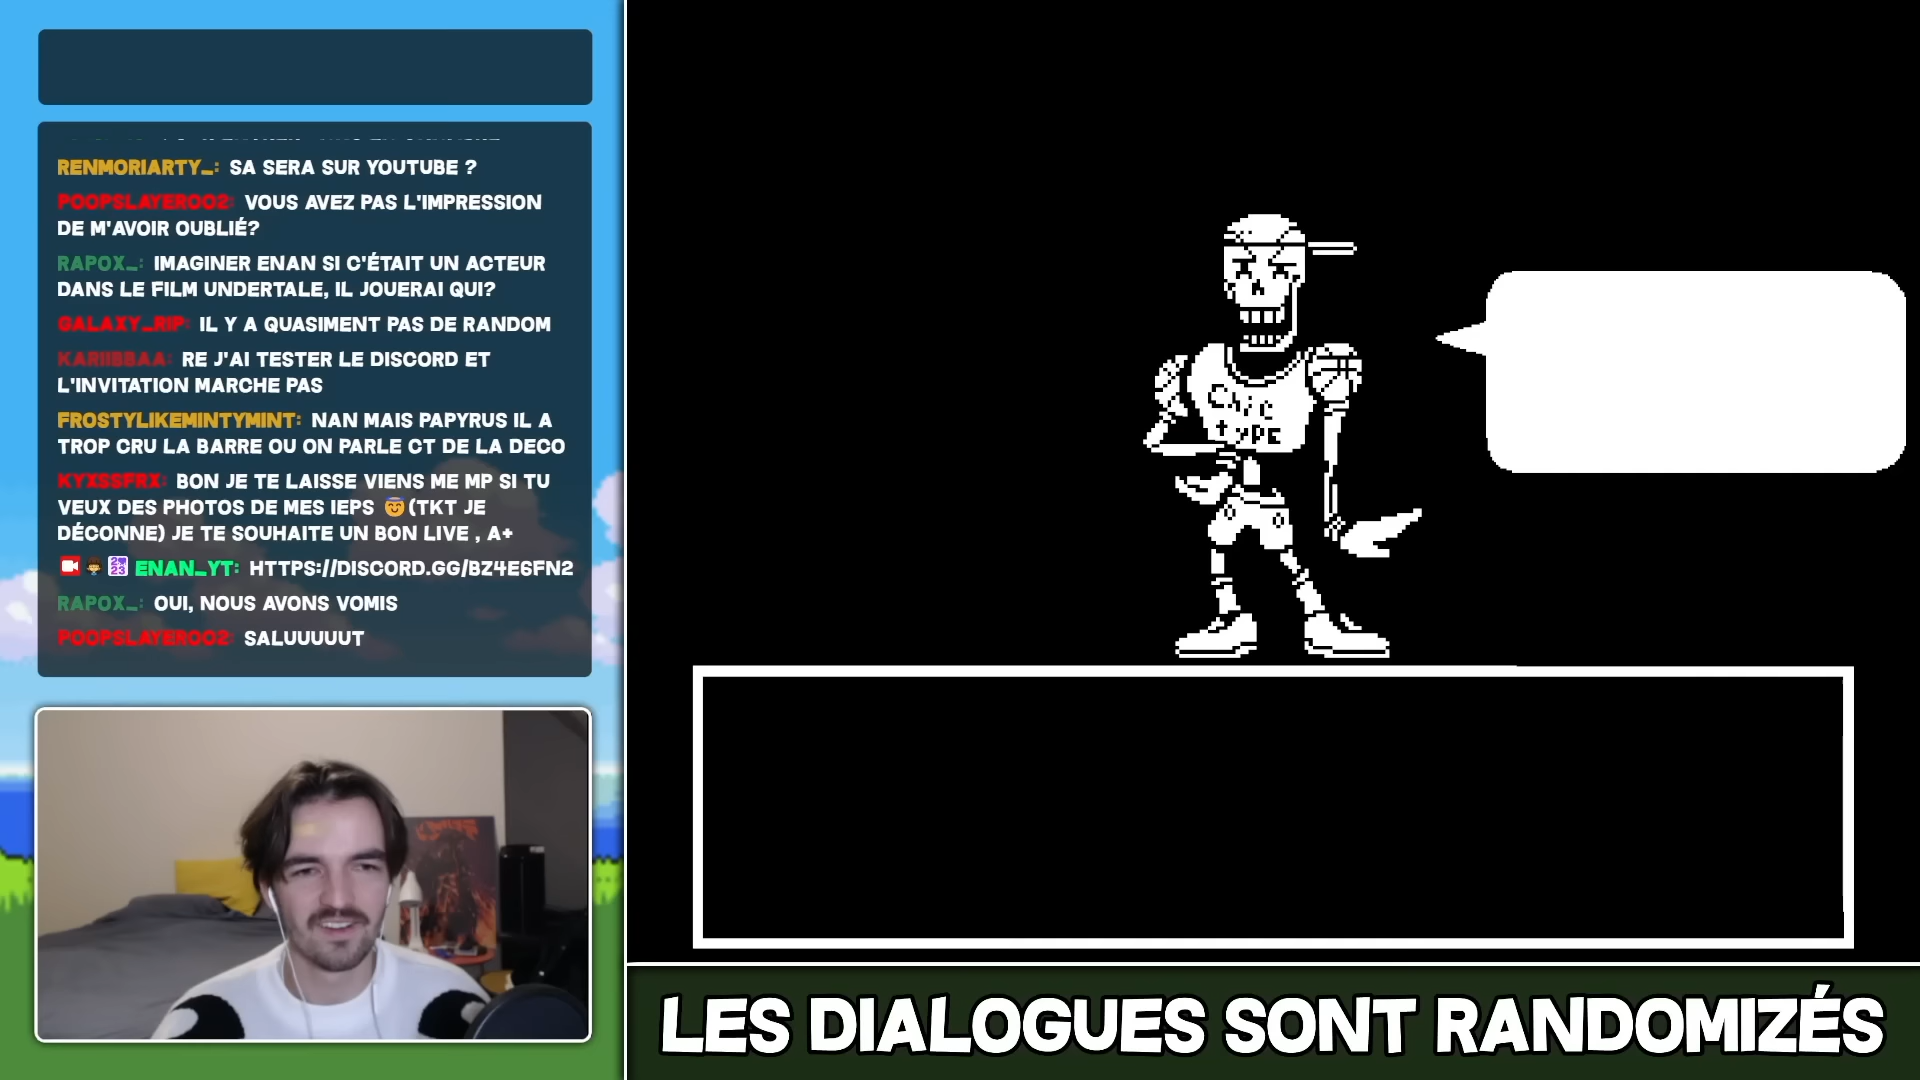 RENMORIARTY_: SA SERA SUR YOUTUBE ?
POOPSLAYER002: VOUS AVEZ PAS L'IMPRESSION
DE M'AVOIR OUBLIÉ?
RAPOX_: IMAGINER ENAN SI C'ÉTAIT UN ACTEUR
DANS LE FILM UNDERTALE, IL JOUERAI QUI?
GALAXY_RIP: IL Y A QUASIMENT PAS DE RANDOM
KARIIBBAA: RE J'AI TESTER LE DISCORD ET
L'INVITATION MARCHE PAS
FROSTYLIKEMINTYMINT: NAN MAIS PAPYRUS IL A
TROP CRU LA BARRE OU ON PARLE CT DE LA DECO
KYXSSFRX: BON JE TE LAISSE VIENS ME MP SI TU
VEUX DES PHOTOS DE MES IEPS 😇(TKT JE
DÉCONNE) JE TE SOUHAITE UN BON LIVE , A+
ENAN_YT: HTTPS://DISCORD.GG/BZ4E6FN2
RAPOX_: OUI, NOUS AVONS VOMIS
POOPSLAYER002: SALUUUUUT
LES DIALOGUES SONT RANDOMIZÉS